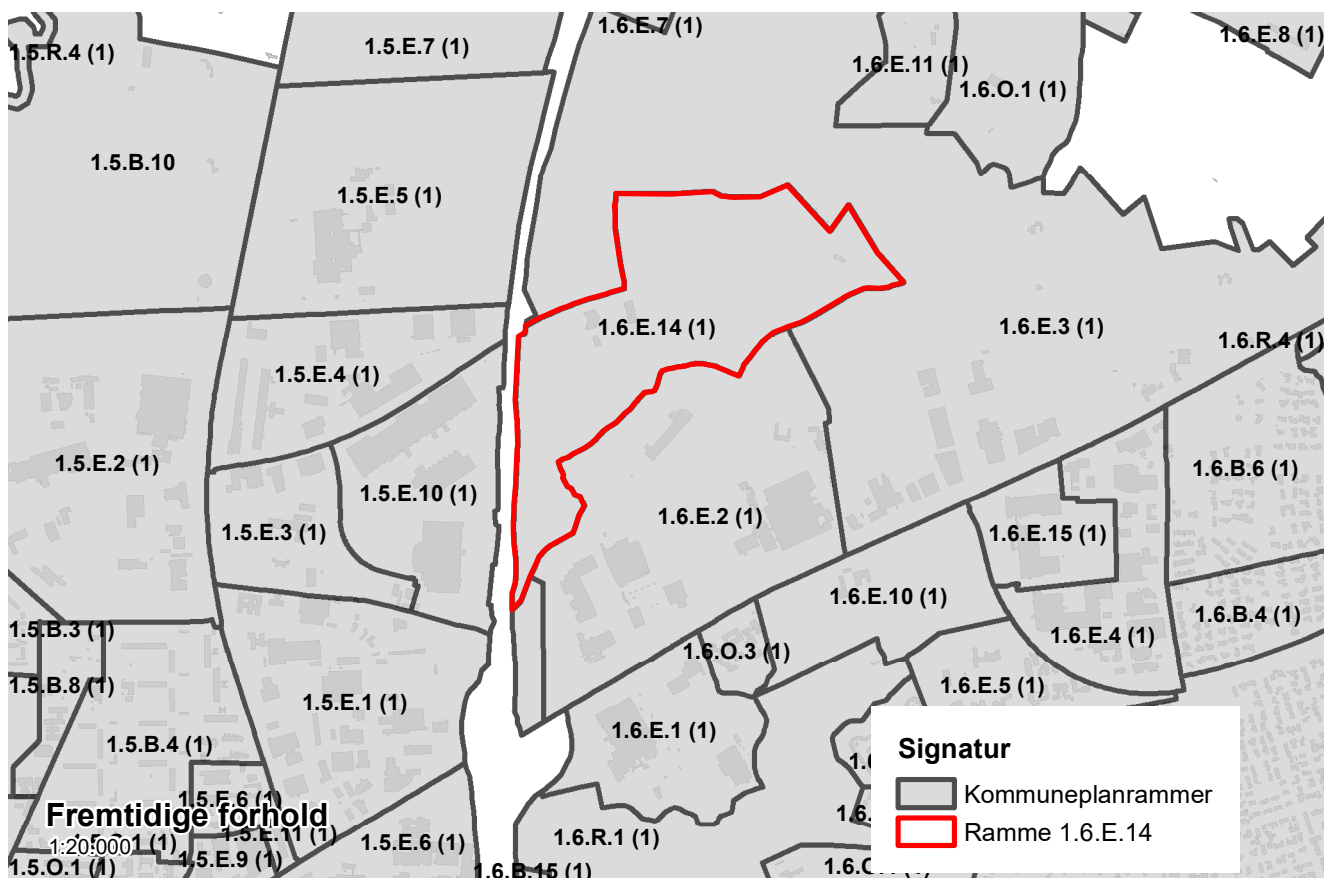 1.6.E.7 (1)
1.6.E.8 (1)
1.5.R.4 (1)
1.5.E.7 (1)
1.6.E.11 (1)
1.6.O.1 (1)
1.5.B.10
1.5.E.5 (1)
1.6.E.14 (1)
1.6.E.3 (1)
1.6.R.4 (1)
1.5.E.4 (1)
1.5.E.2 (1)
1.5.E.10 (1)
1.6.B.6 (1)
1.6.E.2 (1)
1.5.E.3 (1)
1.6.E.15 (1)
1.6.E.10 (1)
1.6.B.4 (1)
1.5.B.3 (1)
1.6.E.4 (1)
1.6.O.3 (1)
1.5.B.8 (1)
1.6.E.5 (1)
1.5.E.1 (1)
1.6.E.1 (1)
1.5.B.4 (1)
Signatur
Kommuneplanrammer
Ramme 1.6.E.14
Fremtidige forhold
1:20.000
1.5.E.11 (1)
1.5.E.6 (1)
1.6.R.1 (1)
1.5.E.9 (1)
1.5.O.1 (1)
1.6.B.15 (1)